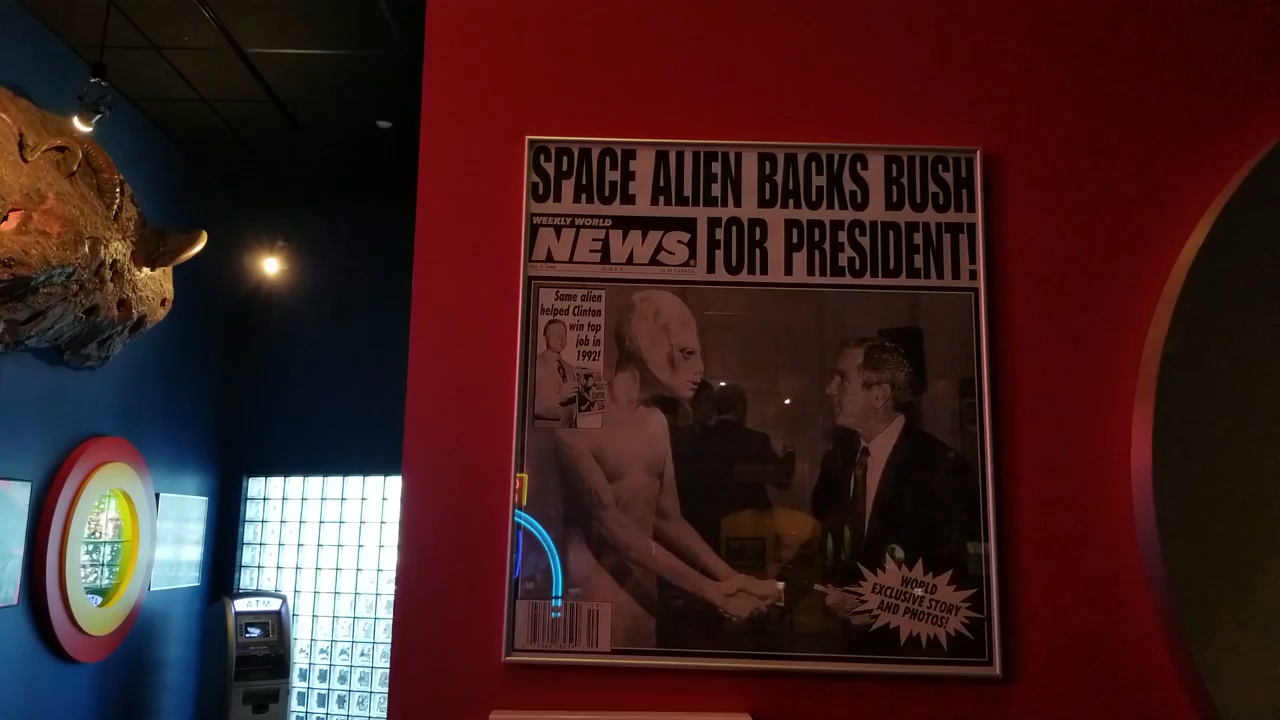 SPACE ALIEN BACKS BUSH
WEEKLY WORLD
NEWS
FOR PRESIDENT!
Same alien
helped Clinton
win top
job in
1992!
WORLD
EXCLUSIVE STORY
AND PHOTOS!
ATM